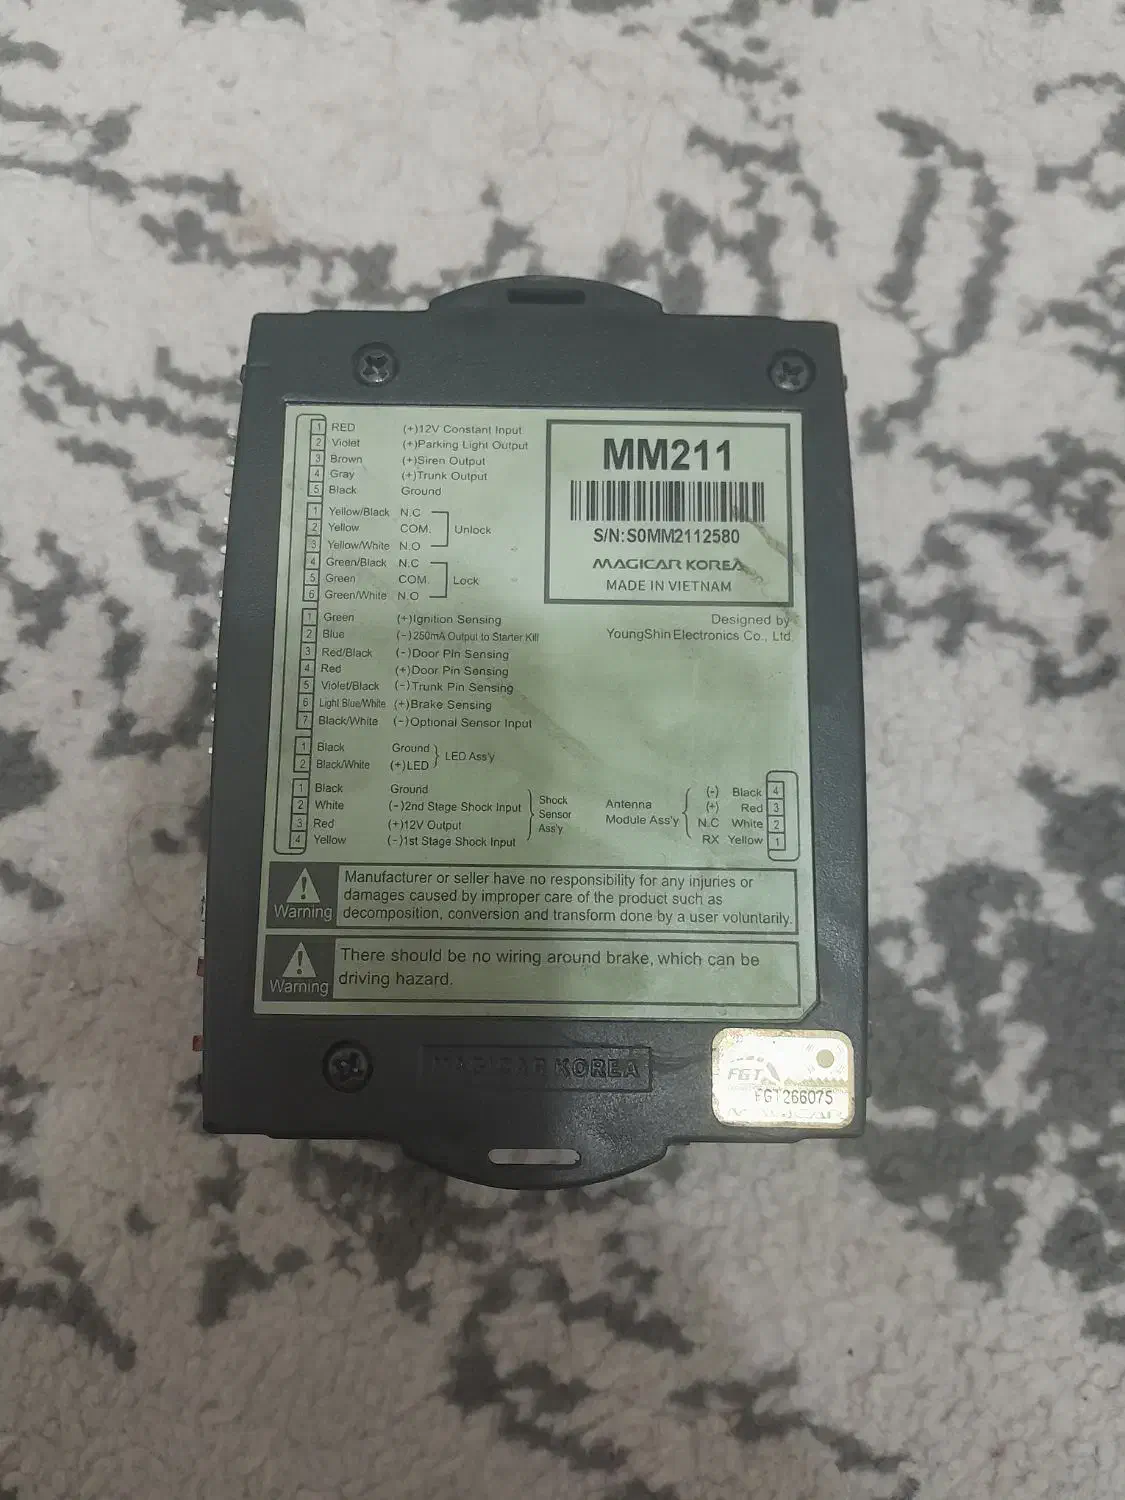 1 RED (+)12V Constant Input
2 Violet (+)Parking Light Output
3 Brown (+)Siren Output
4 Gray (+)Trunk Output
5 Black Ground
1 Yellow/Black N.C
2 Yellow COM. Unlock
3 Yellow/White N.O
4 Green/Black N.C
5 Green COM. Lock
6 Green/White N.O
1 Green (+)Ignition Sensing
2 Blue (-)250mA Output to Starter Kill
3 Red/Black (-)Door Pin Sensing
4 Red (+)Door Pin Sensing
5 Violet/Black (-)Trunk Pin Sensing
6 Light Blue/White (+)Brake Sensing
7 Black/White (-)Optional Sensor Input
1 Black Ground
2 Black/White (+)LED
LED Ass'y
1 Black Ground
2 White (-)2nd Stage Shock Input
3 Red (+)12V Output
4 Yellow (-)1st Stage Shock Input
Shock
Sensor
Ass'y
MM211
S/N:S0MM2112580
MAGICAR KOREA
MADE IN VIETNAM
Designed by
YoungShin Electronics Co., Ltd.
Antenna
Module Ass'y
(-) Black 4
(+) Red 3
N.C White 2
RX Yellow 1
Warning
Manufacturer or seller have no responsibility for any injuries or
damages caused by improper care of the product such as
decomposition, conversion and transform done by a user voluntarily.
Warning
There should be no wiring around brake, which can be
driving hazard.
MAGICAR KOREA
FGT
FGT266075
MAGICAR